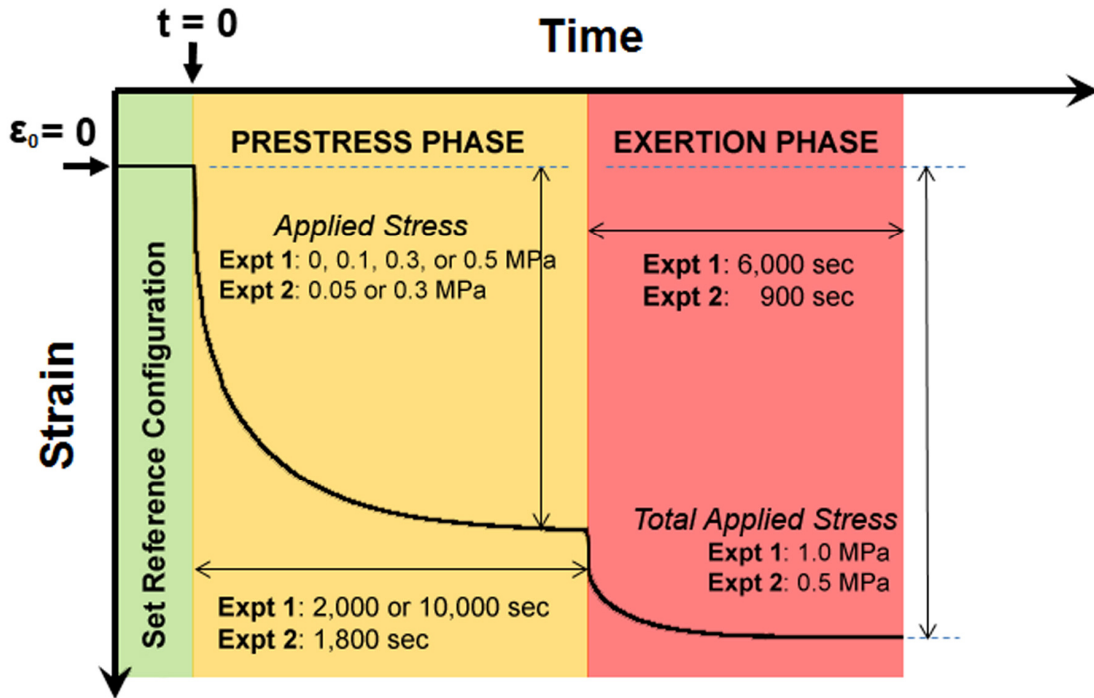 t = 0
Time
ε₀ = 0
PRESTRESS PHASE
EXERTION PHASE
Applied Stress
Expt 1: 0, 0.1, 0.3, or 0.5 MPa
Expt 2: 0.05 or 0.3 MPa
Expt 1: 6,000 sec
Expt 2: 900 sec
Strain
Set Reference Configuration
Total Applied Stress
Expt 1: 1.0 MPa
Expt 2: 0.5 MPa
Expt 1: 2,000 or 10,000 sec
Expt 2: 1,800 sec